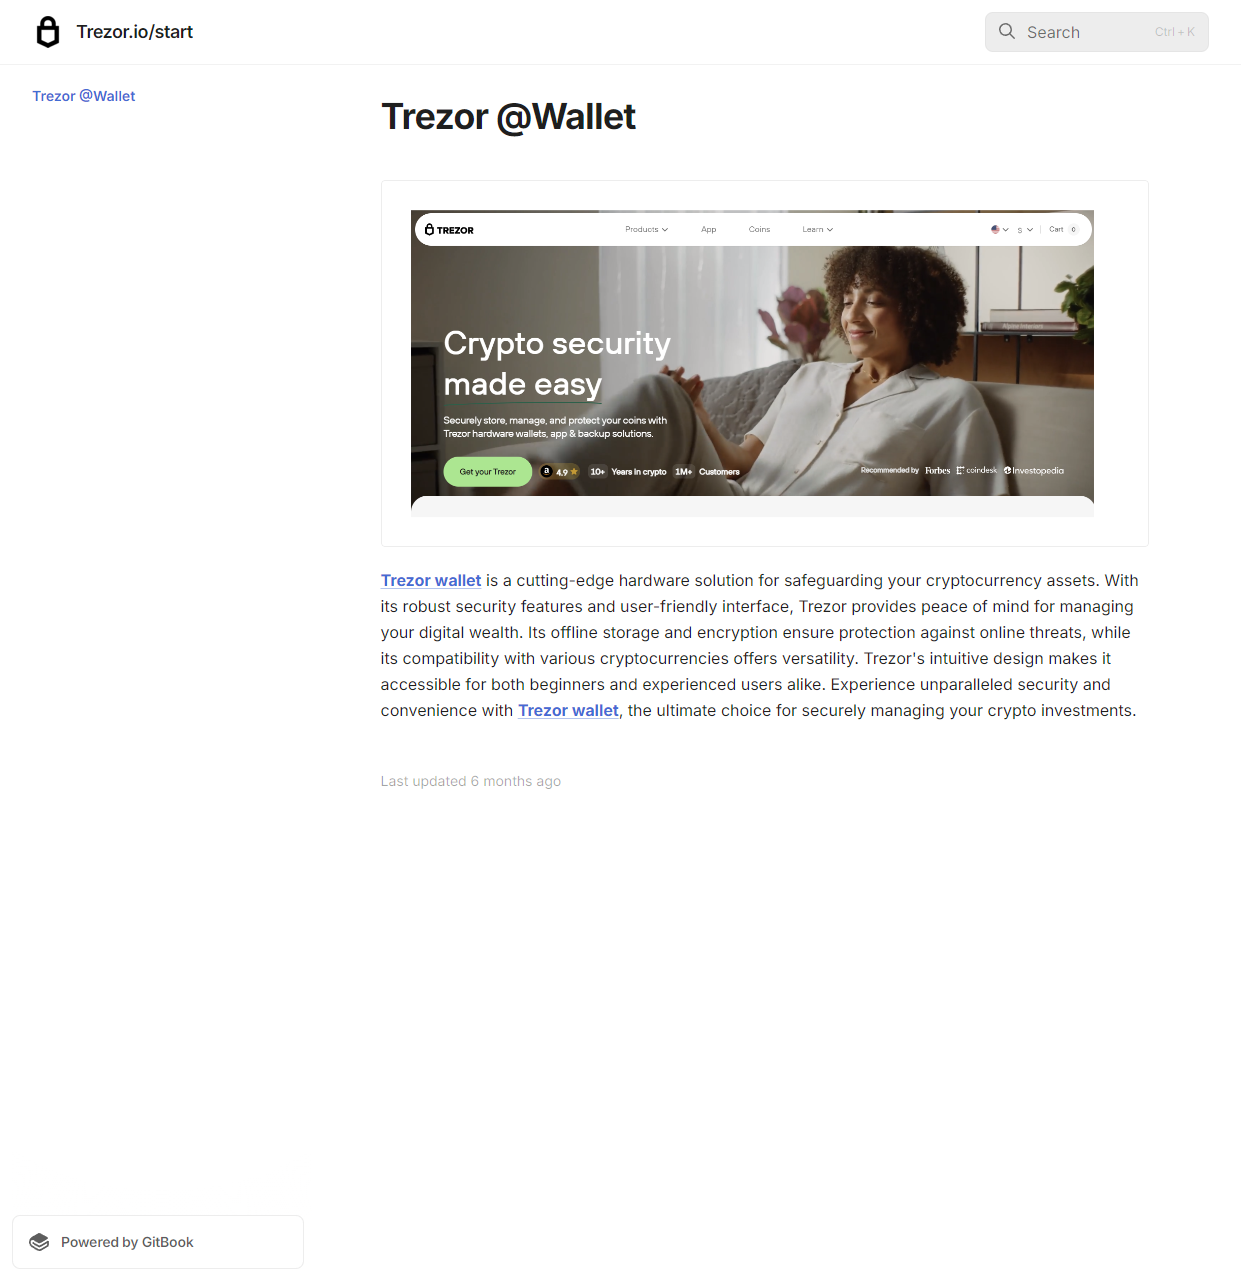 Trezor.io/start
Search
Ctrl + K
Trezor @Wallet
Trezor @Wallet
TREZOR
Products
App
Coins
Learn
$
Cart
0
Crypto security
made easy
Securely store, manage, and protect your coins with
Trezor hardware wallets, app & backup solutions.
Get your Trezor
a 4.9
10+ Years in crypto
1M+ Customers
Recommended by
Forbes
coindesk
Investopedia
Trezor wallet is a cutting-edge hardware solution for safeguarding your cryptocurrency assets. With
its robust security features and user-friendly interface, Trezor provides peace of mind for managing
your digital wealth. Its offline storage and encryption ensure protection against online threats, while
its compatibility with various cryptocurrencies offers versatility. Trezor's intuitive design makes it
accessible for both beginners and experienced users alike. Experience unparalleled security and
convenience with Trezor wallet, the ultimate choice for securely managing your crypto investments.
Last updated 6 months ago
Powered by GitBook